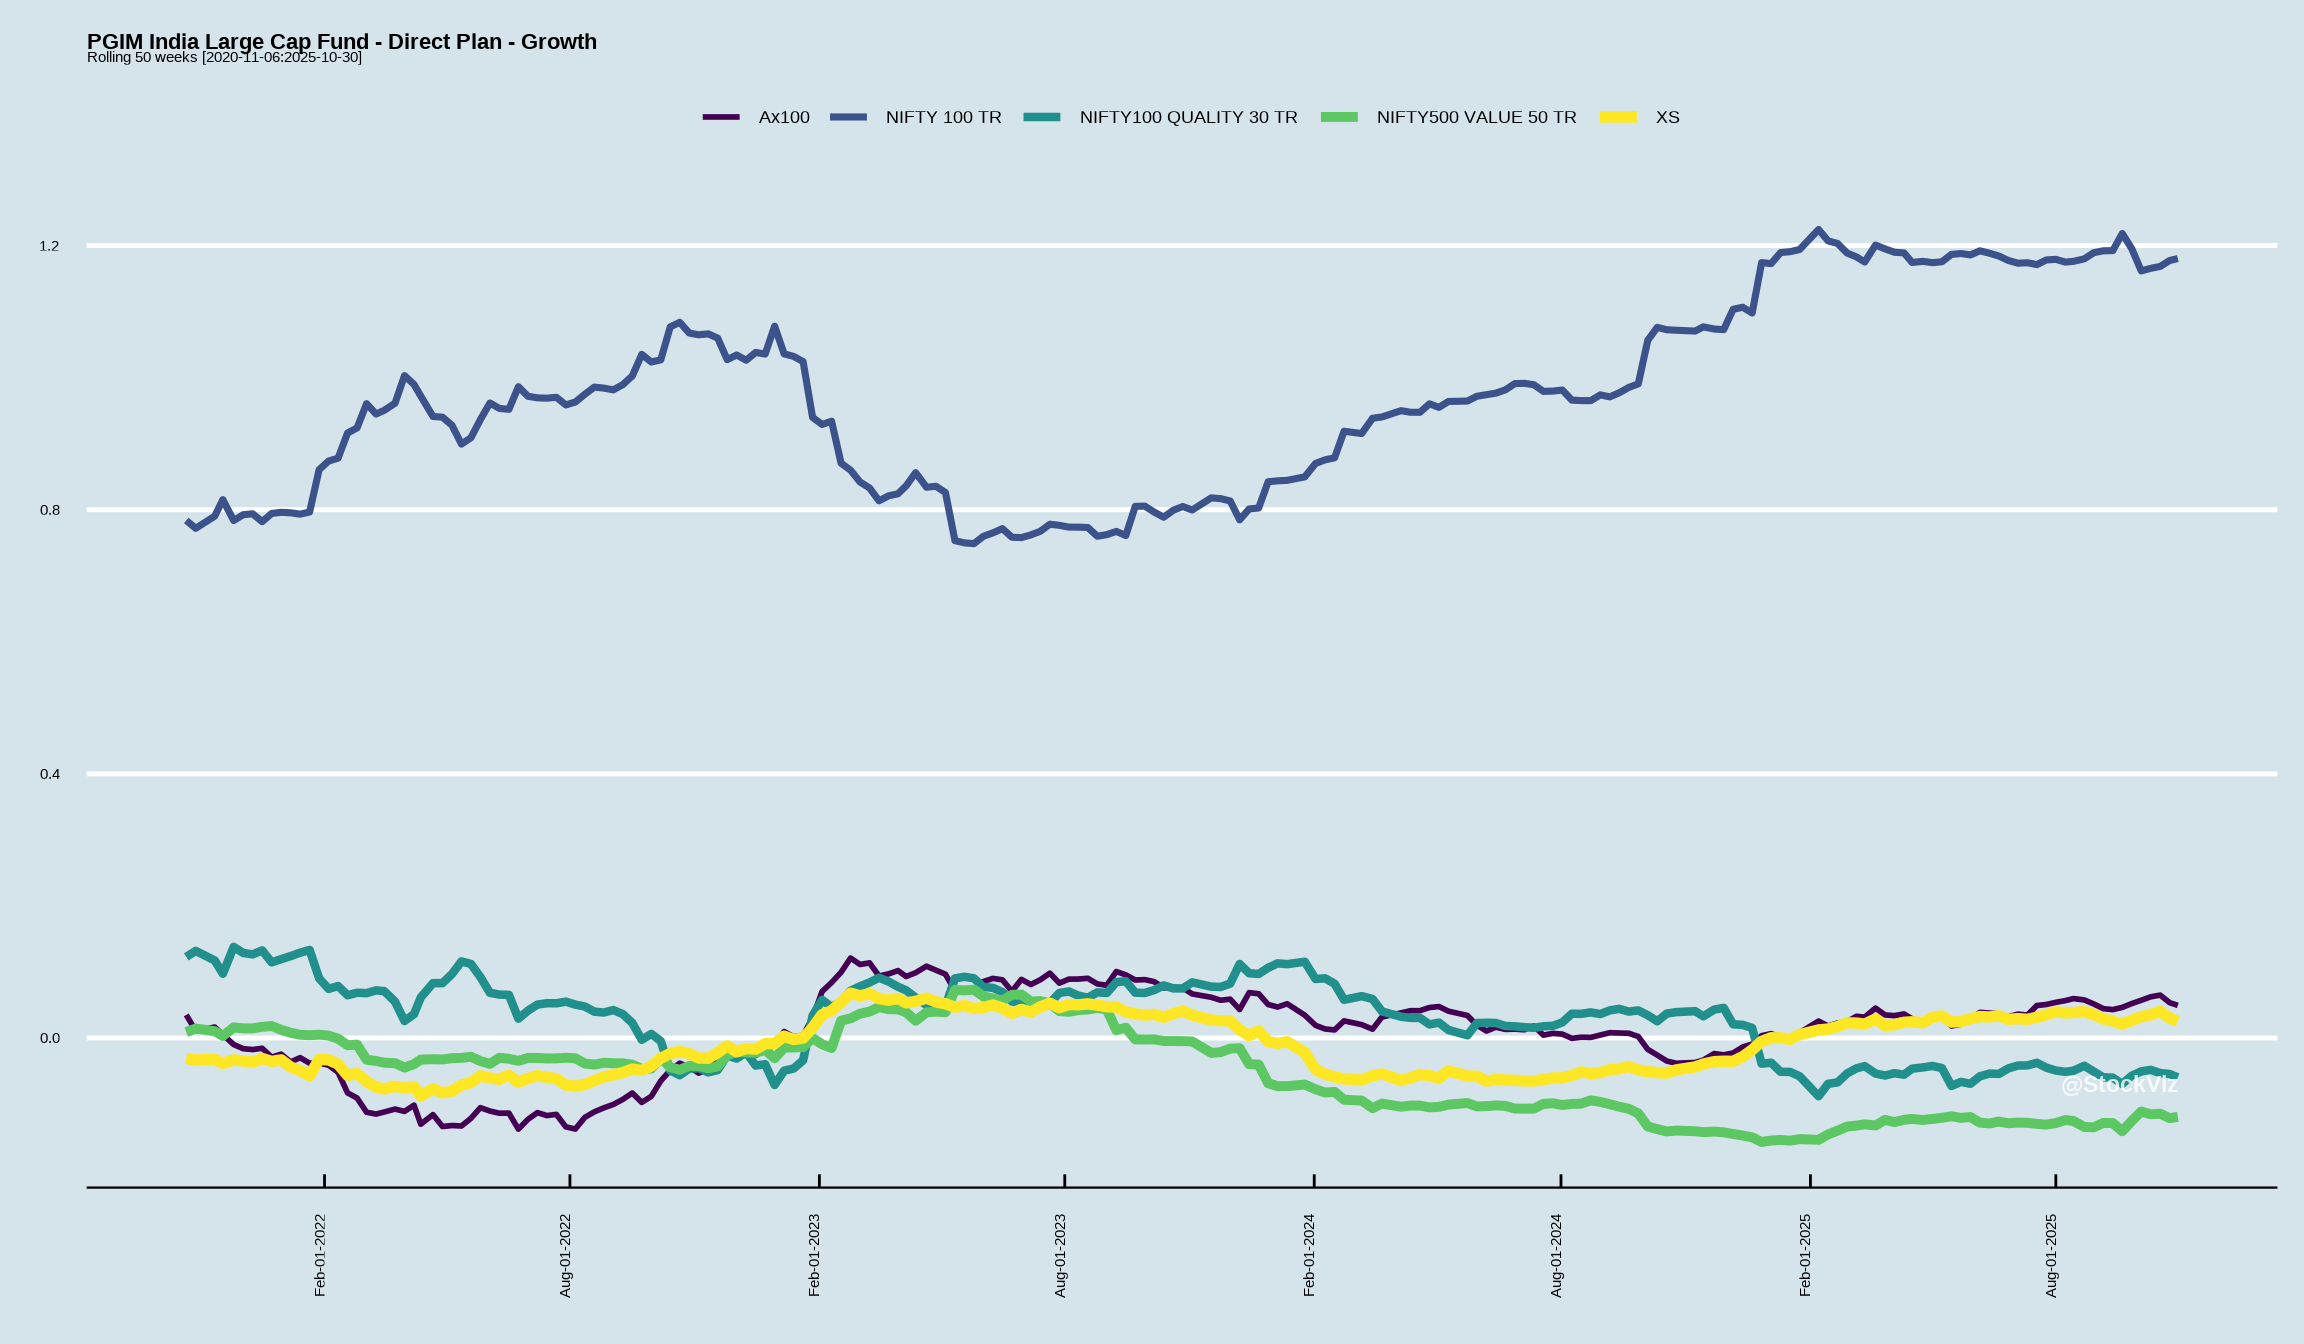 PGIM India Large Cap Fund - Direct Plan - Growth
Rolling 50 weeks [2020-11-06:2025-10-30]
Ax100 NIFTY 100 TR NIFTY100 QUALITY 30 TR NIFTY500 VALUE 50 TR XS
1.2
0.8
0.4
0.0
@StockViz
Feb-01-2022 Aug-01-2022 Feb-01-2023 Aug-01-2023 Feb-01-2024 Aug-01-2024 Feb-01-2025 Aug-01-2025